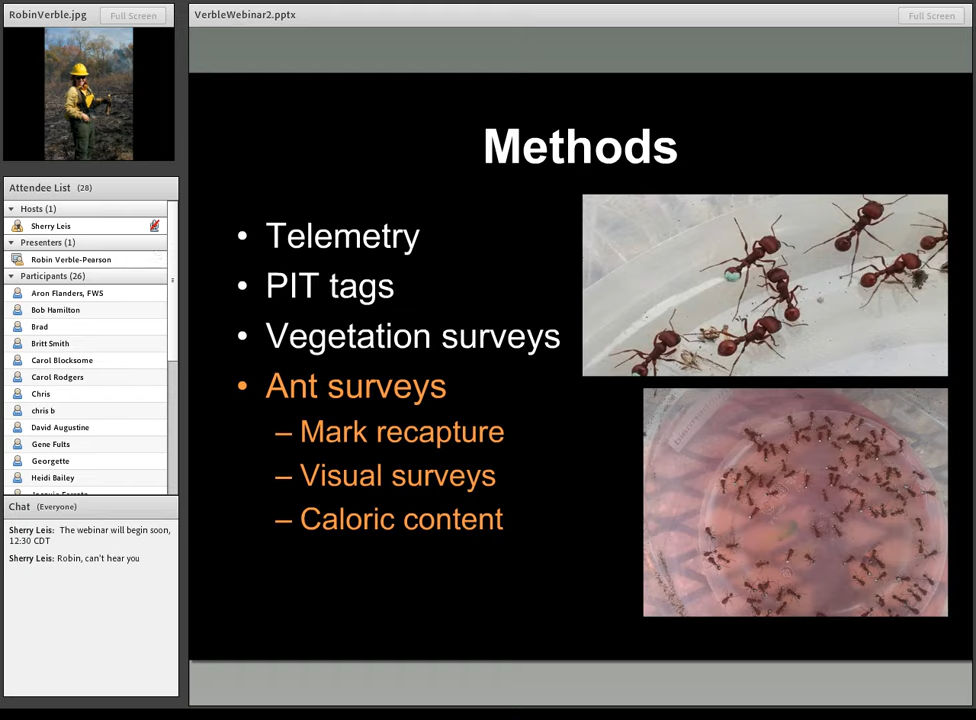 RobinVerble.jpg
Full Screen
Attendee List (28)
Hosts (1)
Sherry Leis
Presenters (1)
Robin Verble-Pearson
Participants (26)
Aron Flanders, FWS
Bob Hamilton
Brad
Britt Smith
Carol Blocksome
Carol Rodgers
Chris
chris b
David Augustine
Gene Fults
Georgette
Heidi Bailey
Chat (Everyone)
Sherry Leis: The webinar will begin soon,
12:30 CDT
Sherry Leis: Robin, can't hear you
VerbleWebinar2.pptx
Full Screen
Methods
• Telemetry
• PIT tags
• Vegetation surveys
• Ant surveys
– Mark recapture
– Visual surveys
– Caloric content